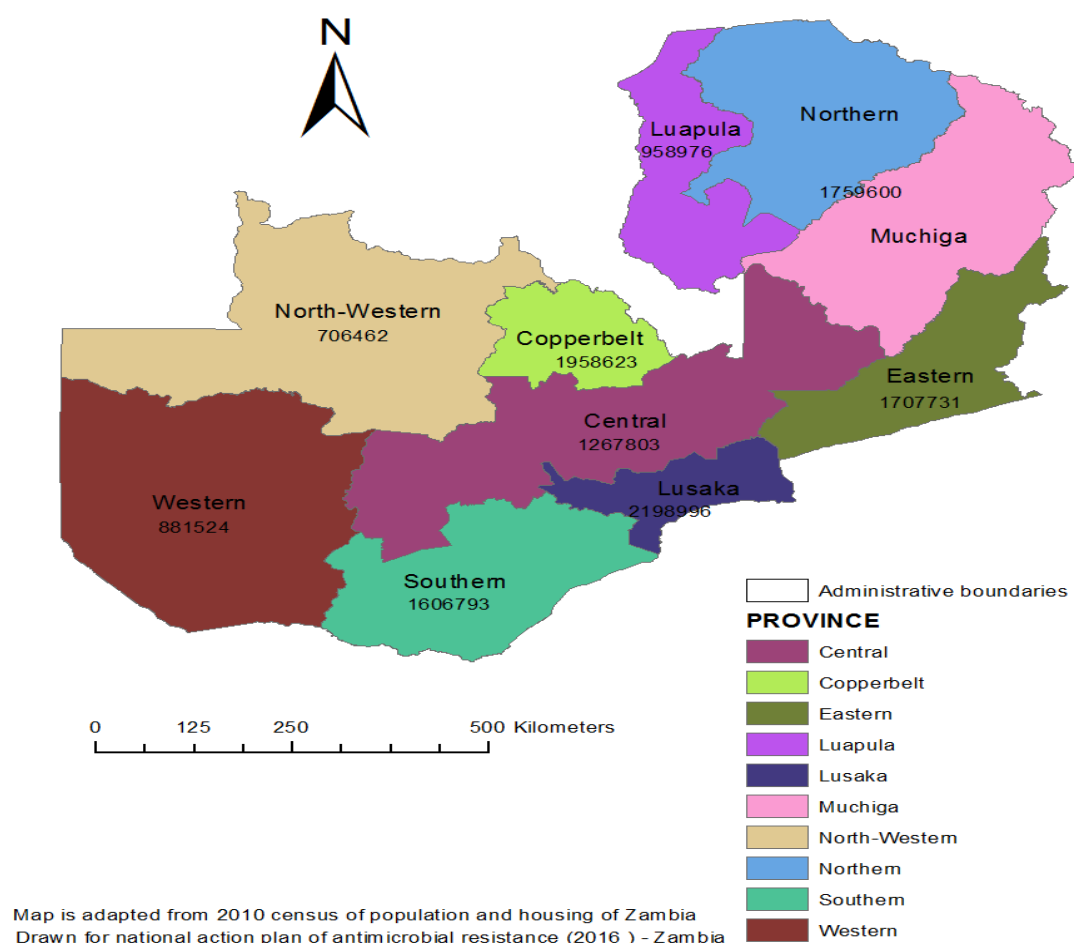 N
Northern
Luapula
958976
1759600
Muchiga
North-Western
706462
Copperbelt
1958623
Eastern
1707731
Central
1267803
Western
881524
Lusaka
2198996
Southern
1606793
Administrative boundaries
PROVINCE
Central
Copperbelt
Eastern
Luapula
Lusaka
Muchiga
North-Western
Northern
Southern
Western
0 125 250 500 Kilometers
Map is adapted from 2010 census of population and housing of Zambia
Drawn for national action plan of antimicrobial resistance (2016 ) - Zambia